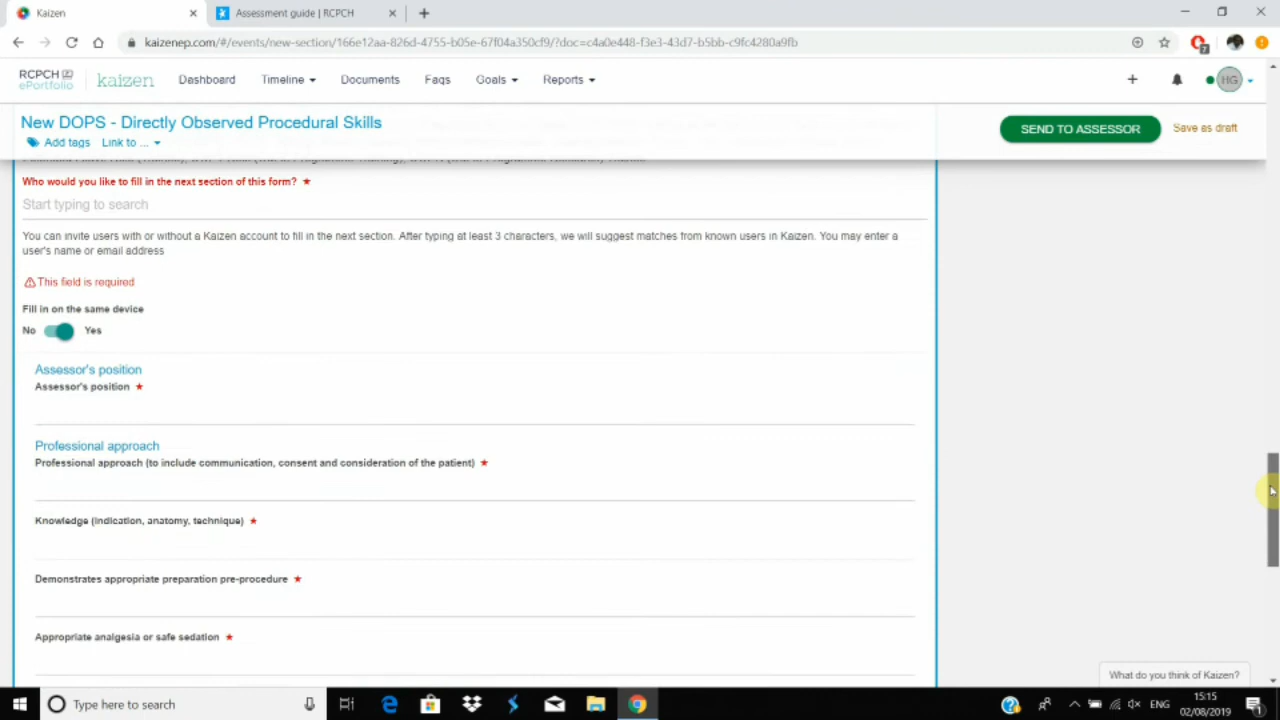 Kaizen
Assessment guide | RCPCH
kaizenep.com/#/events/new-section/166e12aa-826d-4755-b05e-67f04a350cf9/?doc=c4a0e448-f3e3-43d7-b5bb-c9fc4280a9fb
7
RCPCH
ePortfolio
kaizen
Dashboard
Timeline
Documents
Faqs
Goals
Reports
HG
New DOPS - Directly Observed Procedural Skills
Add tags Link to ...
SEND TO ASSESSOR
Save as draft
Who would you like to fill in the next section of this form? ★
Start typing to search
You can invite users with or without a Kaizen account to fill in the next section. After typing at least 3 characters, we will suggest matches from known users in Kaizen. You may enter a
user's name or email address
This field is required
Fill in on the same device
No Yes
Assessor's position
Assessor's position ★
Professional approach
Professional approach (to include communication, consent and consideration of the patient) ★
Knowledge (indication, anatomy, technique) ★
Demonstrates appropriate preparation pre-procedure ★
Appropriate analgesia or safe sedation ★
What do you think of Kaizen?
Type here to search
ENG
15:15
02/08/2019
1